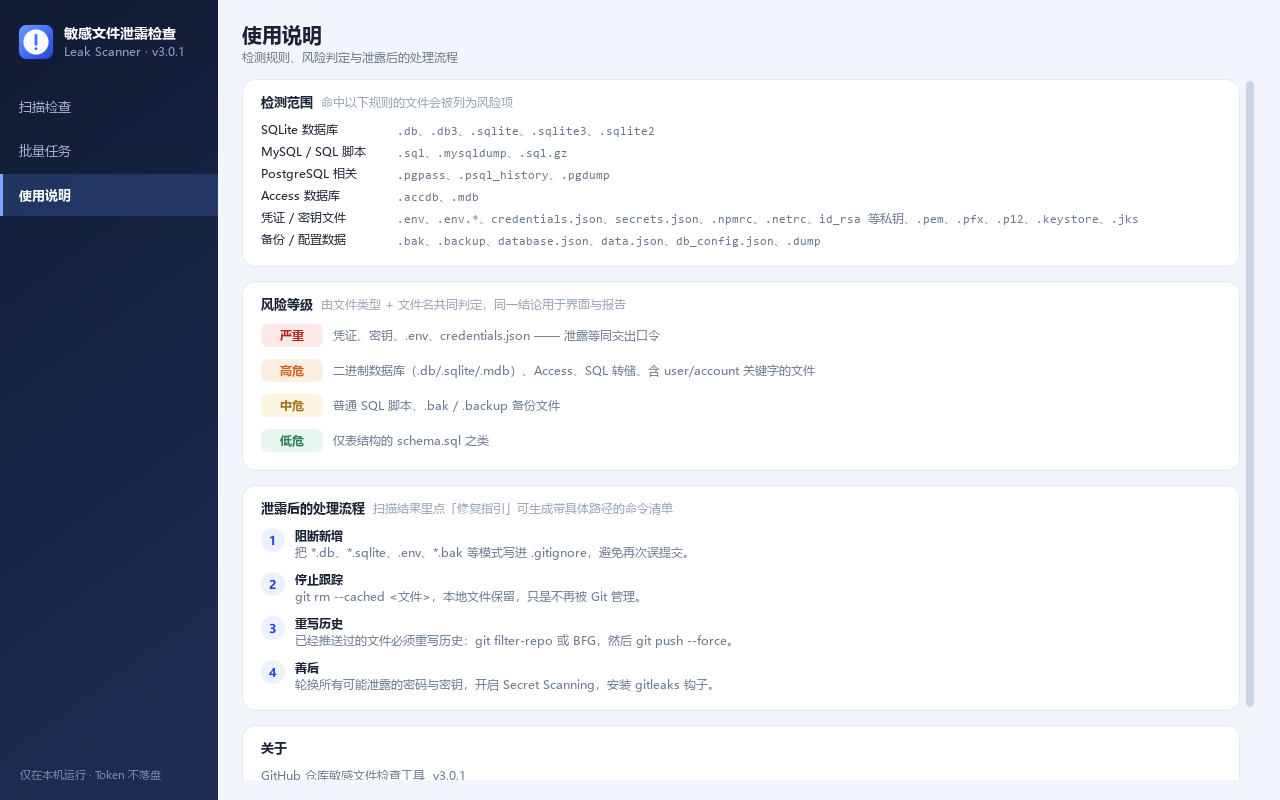 敏感文件泄露检查
Leak Scanner · v3.0.1
扫描检查
批量任务
使用说明
仅在本机运行 · Token 不落盘
使用说明
检测规则、风险判定与泄露后的处理流程
检测范围 命中以下规则的文件会被列为风险项
SQLite 数据库 .db、.db3、.sqlite、.sqlite3、.sqlite2
MySQL / SQL 脚本 .sql、.mysqldump、.sql.gz
PostgreSQL 相关 .pgpass、.psql_history、.pgdump
Access 数据库 .accdb、.mdb
凭证 / 密钥文件 .env、.env.*、credentials.json、secrets.json、.npmrc、.netrc、id_rsa 等私钥、.pem、.pfx、.p12、.keystore、.jks
备份 / 配置数据 .bak、.backup、database.json、data.json、db_config.json、.dump
风险等级 由文件类型 + 文件名共同判定，同一结论用于界面与报告
严重 凭证、密钥、.env、credentials.json —— 泄露等同交出口令
高危 二进制数据库（.db/.sqlite/.mdb）、Access、SQL 转储、含 user/account 关键字的文件
中危 普通 SQL 脚本、.bak / .backup 备份文件
低危 仅表结构的 schema.sql 之类
泄露后的处理流程 扫描结果里点「修复指引」可生成带具体路径的命令清单
1 阻断新增
把 *.db、*.sqlite、.env、*.bak 等模式写进 .gitignore，避免再次误提交。
2 停止跟踪
git rm --cached <文件>，本地文件保留，只是不再被 Git 管理。
3 重写历史
已经推送过的文件必须重写历史：git filter-repo 或 BFG，然后 git push --force。
4 善后
轮换所有可能泄露的密码与密钥，开启 Secret Scanning，安装 gitleaks 钩子。
关于
GitHub 仓库敏感文件检查工具 v3.0.1